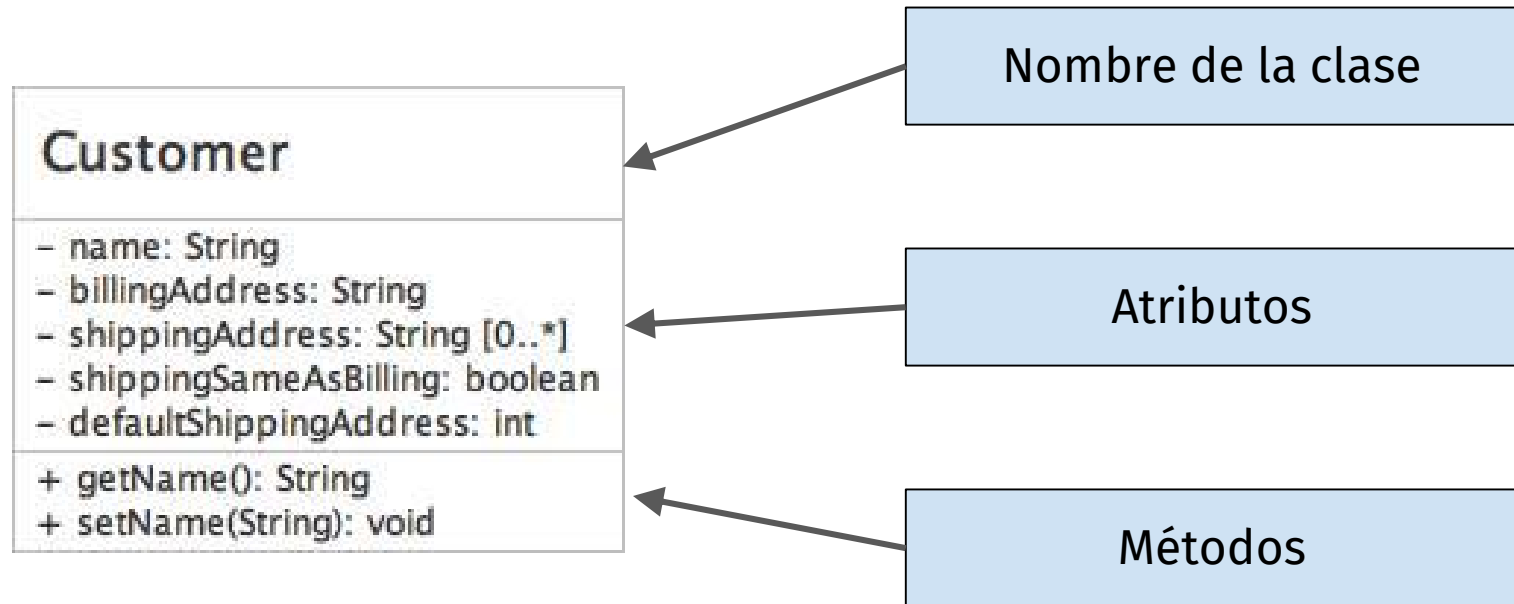 Nombre de la clase
Customer
– name: String
– billingAddress: String
– shippingAddress: String [0..*]
– shippingSameAsBilling: boolean
– defaultShippingAddress: int
Atributos
+ getName(): String
+ setName(String): void
Métodos